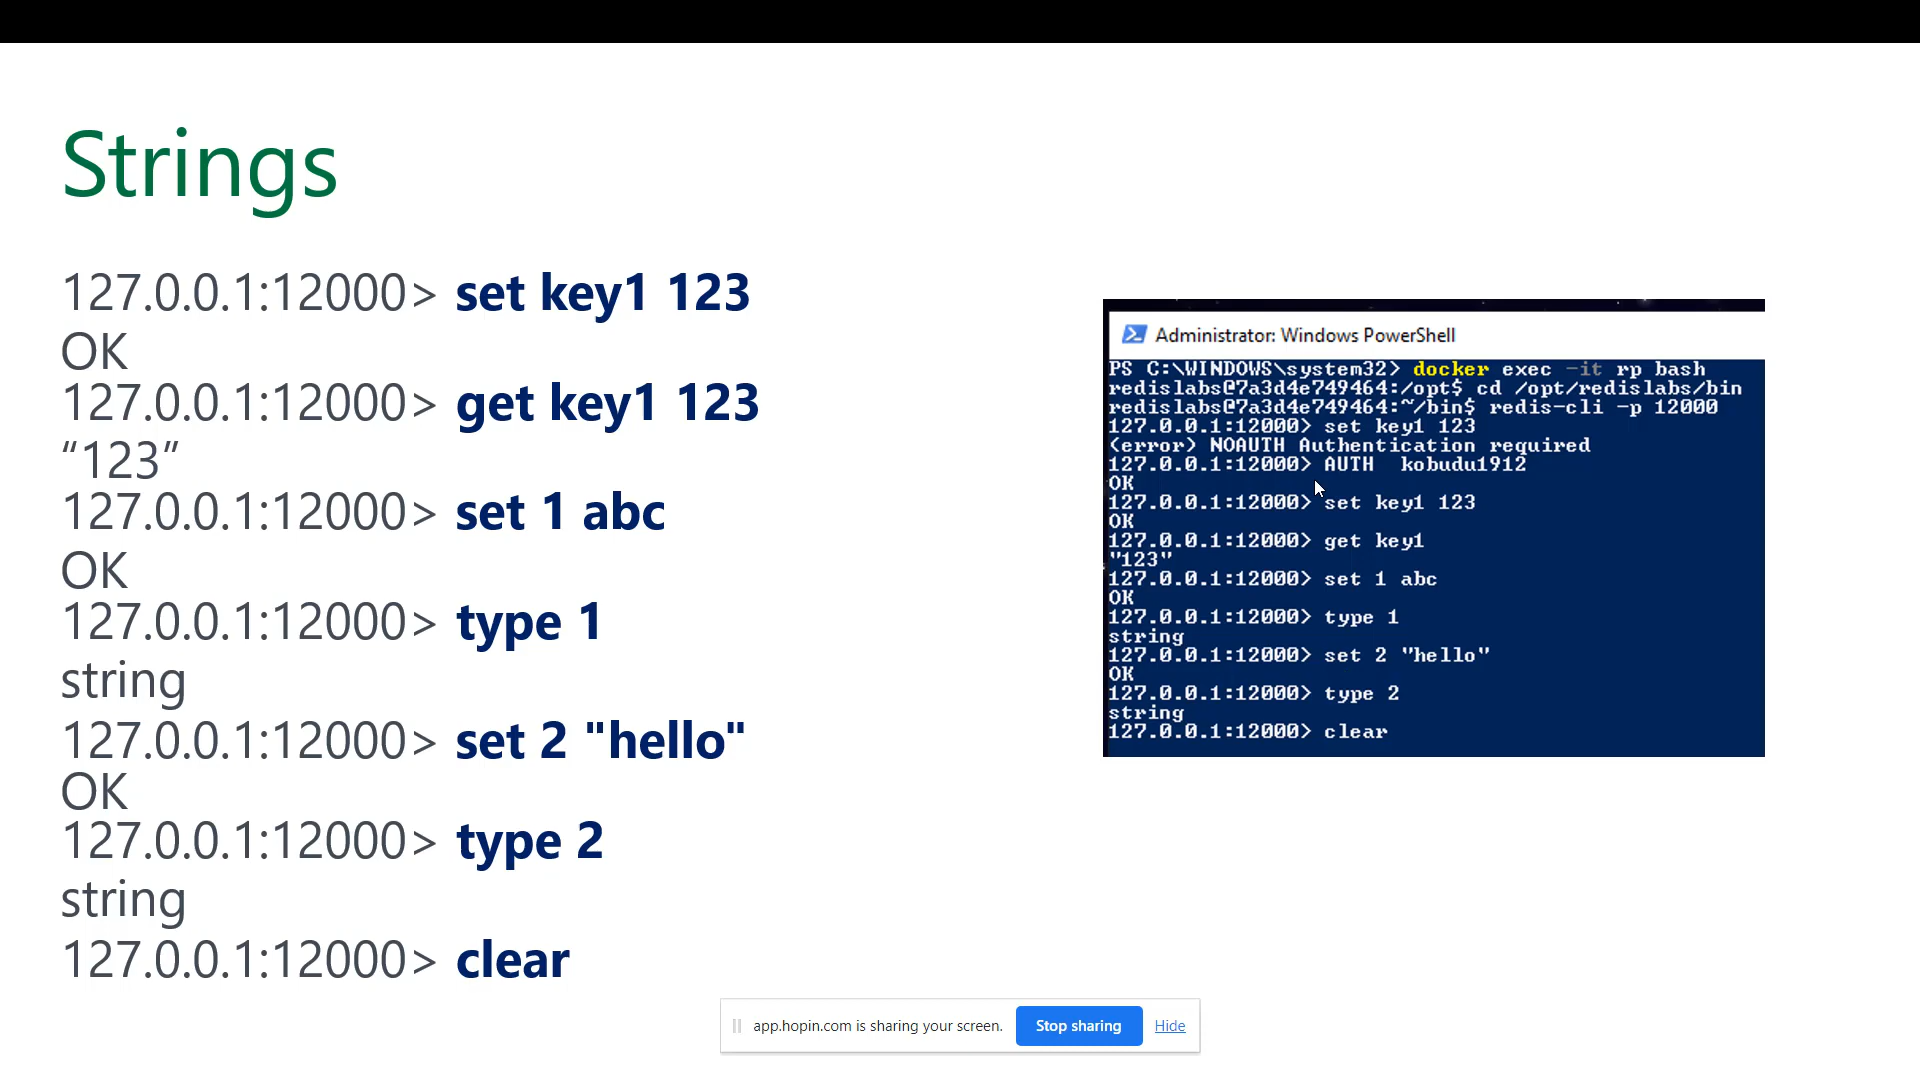 Strings
127.0.0.1:12000> set key1 123
OK
127.0.0.1:12000> get key1 123
“123”
127.0.0.1:12000> set 1 abc
OK
127.0.0.1:12000> type 1
string
127.0.0.1:12000> set 2 "hello"
OK
127.0.0.1:12000> type 2
string
127.0.0.1:12000> clear
Administrator: Windows PowerShell
PS C:\WINDOWS\system32> docker exec -it rp bash
redislabs@7a3d4e749464:/opt$ cd /opt/redislabs/bin
redislabs@7a3d4e749464:~/bin$ redis-cli -p 12000
127.0.0.1:12000> set key1 123
(error) NOAUTH Authentication required
127.0.0.1:12000> AUTH  kobudu1912
OK
127.0.0.1:12000> set key1 123
OK
127.0.0.1:12000> get key1
"123"
127.0.0.1:12000> set 1 abc
OK
127.0.0.1:12000> type 1
string
127.0.0.1:12000> set 2 "hello"
OK
127.0.0.1:12000> type 2
string
127.0.0.1:12000> clear
app.hopin.com is sharing your screen. Stop sharing Hide